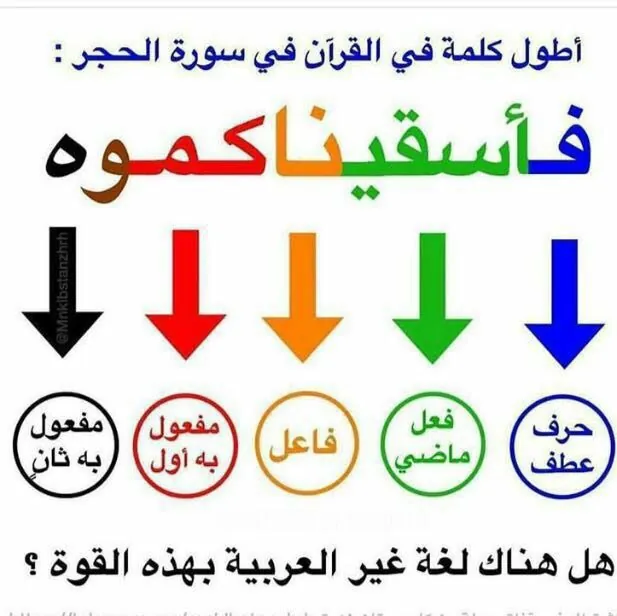 أطول كلمة في القرآن في سورة الحجر :
فأسقيناكموه
@Mnklbstanzhrh
حرف عطف
فعل ماضي
فاعل
مفعول به أول
مفعول به ثانٍ
هل هناك لغة غير العربية بهذه القوة ؟